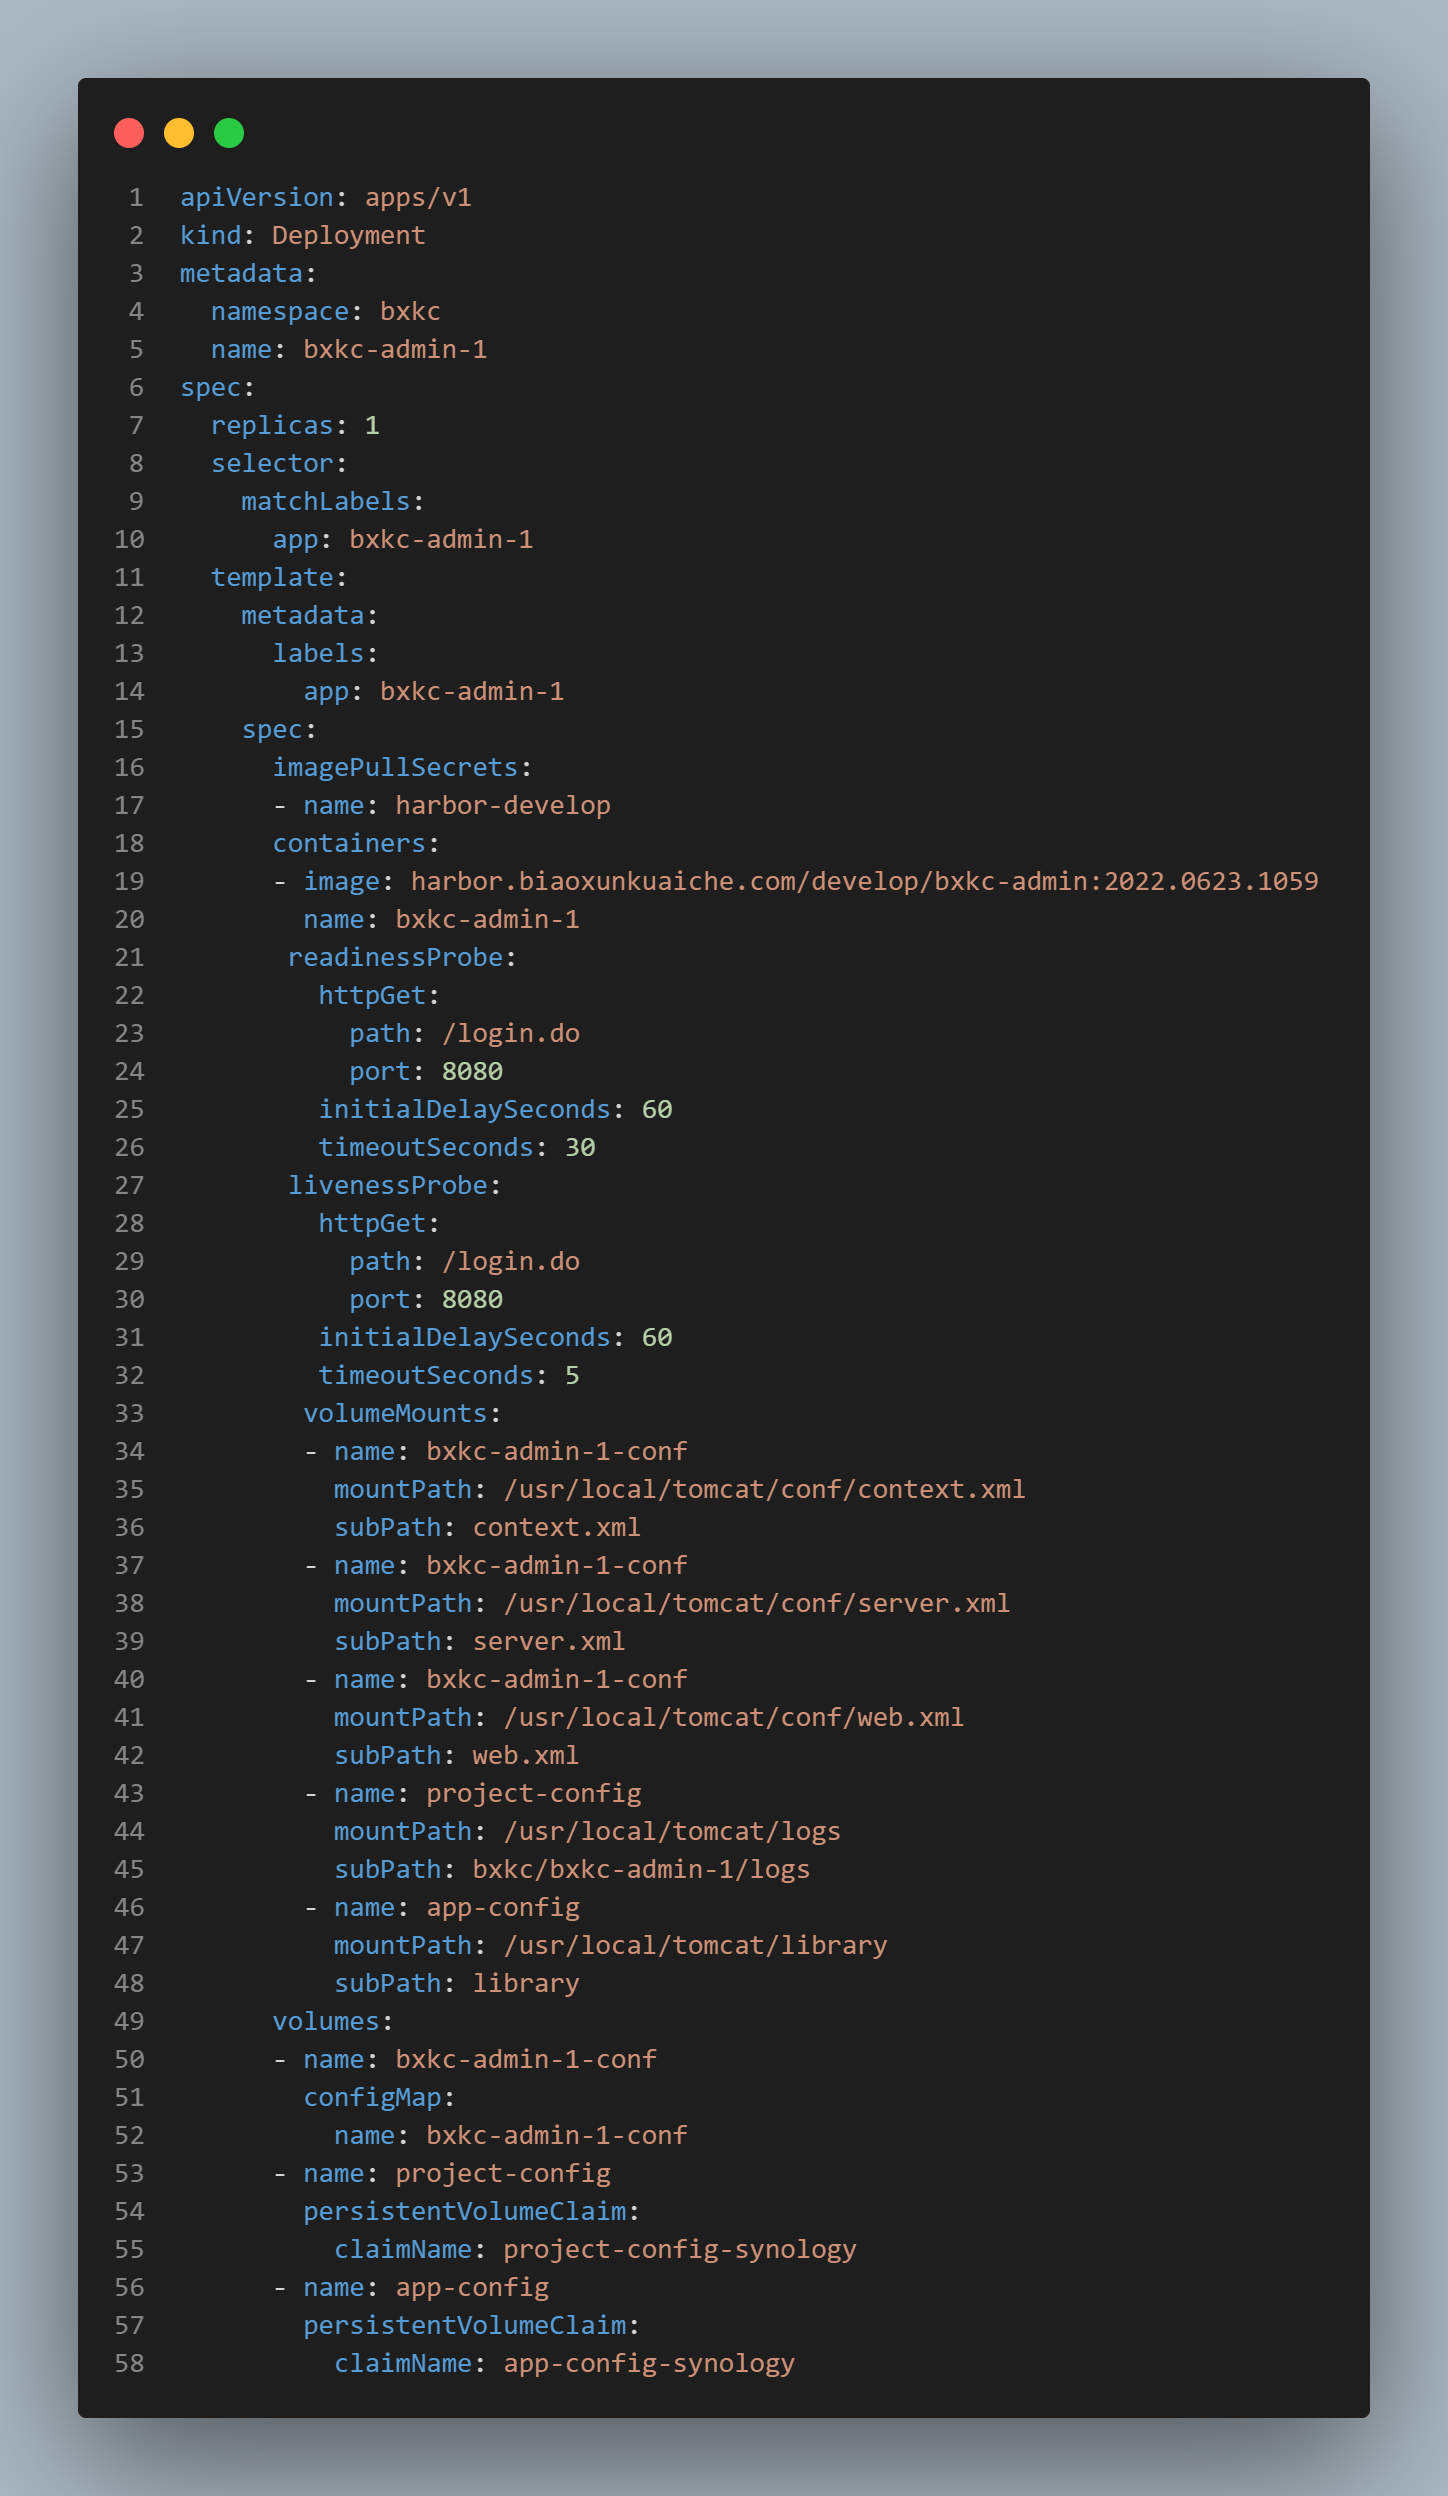 1 apiVersion: apps/v1
2 kind: Deployment
3 metadata:
4   namespace: bxkc
5   name: bxkc-admin-1
6 spec:
7   replicas: 1
8   selector:
9     matchLabels:
10       app: bxkc-admin-1
11   template:
12     metadata:
13       labels:
14         app: bxkc-admin-1
15     spec:
16       imagePullSecrets:
17       - name: harbor-develop
18       containers:
19       - image: harbor.biaoxunkuaiche.com/develop/bxkc-admin:2022.0623.1059
20         name: bxkc-admin-1
21        readinessProbe:
22          httpGet:
23            path: /login.do
24            port: 8080
25          initialDelaySeconds: 60
26          timeoutSeconds: 30
27        livenessProbe:
28          httpGet:
29            path: /login.do
30            port: 8080
31          initialDelaySeconds: 60
32          timeoutSeconds: 5
33         volumeMounts:
34         - name: bxkc-admin-1-conf
35           mountPath: /usr/local/tomcat/conf/context.xml
36           subPath: context.xml
37         - name: bxkc-admin-1-conf
38           mountPath: /usr/local/tomcat/conf/server.xml
39           subPath: server.xml
40         - name: bxkc-admin-1-conf
41           mountPath: /usr/local/tomcat/conf/web.xml
42           subPath: web.xml
43         - name: project-config
44           mountPath: /usr/local/tomcat/logs
45           subPath: bxkc/bxkc-admin-1/logs
46         - name: app-config
47           mountPath: /usr/local/tomcat/library
48           subPath: library
49       volumes:
50       - name: bxkc-admin-1-conf
51         configMap:
52           name: bxkc-admin-1-conf
53       - name: project-config
54         persistentVolumeClaim:
55           claimName: project-config-synology
56       - name: app-config
57         persistentVolumeClaim:
58           claimName: app-config-synology